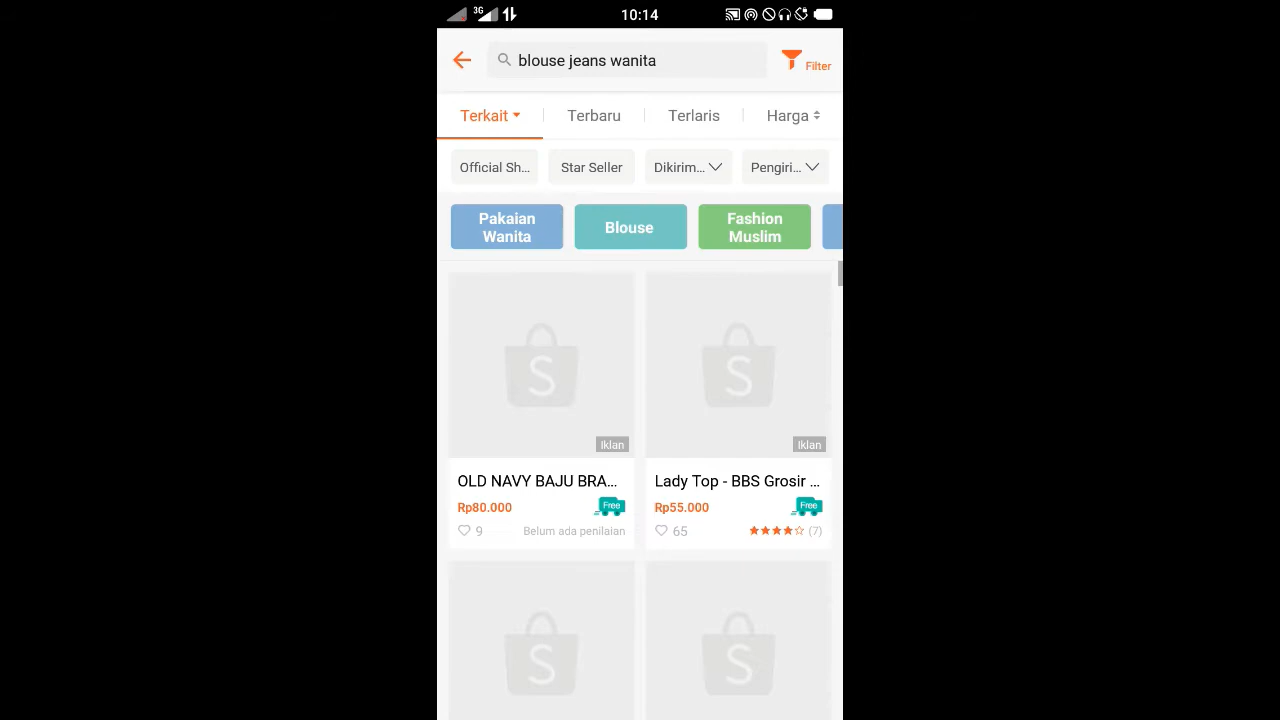 3G
10:14
blouse jeans wanita
Filter
Terkait
Terbaru
Terlaris
Harga
Official Sh...
Star Seller
Dikirim...
Pengiri...
Pakaian
Wanita
Blouse
Fashion
Muslim
S
S
Iklan
Iklan
OLD NAVY BAJU BRA...
Lady Top - BBS Grosir ...
Rp80.000
Free
Rp55.000
Free
9
Belum ada penilaian
65
(7)
S
S